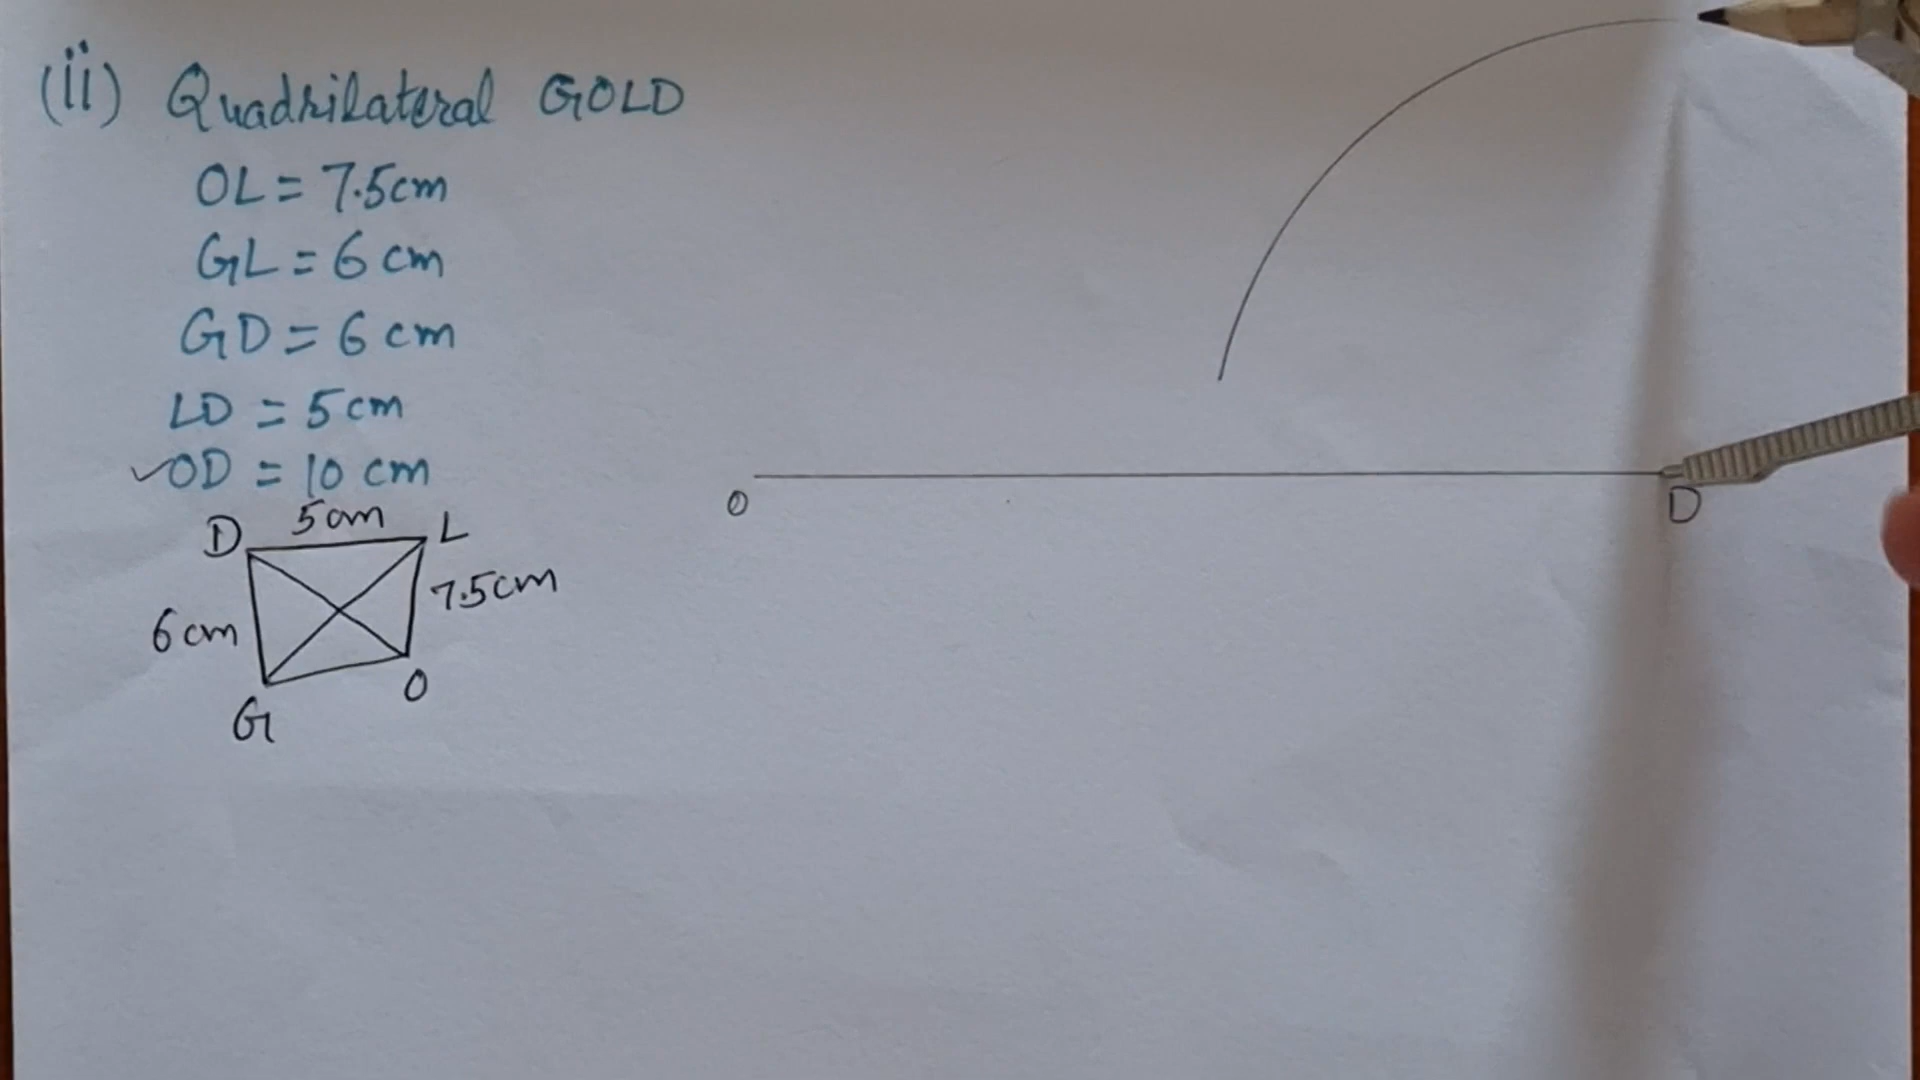 (ii) Quadrilateral GOLD
OL = 7.5cm
GL = 6 cm
GD = 6 cm
LD = 5 cm
✓OD = 10 cm
5cm
D L
7.5cm
6 cm
O
G
O D